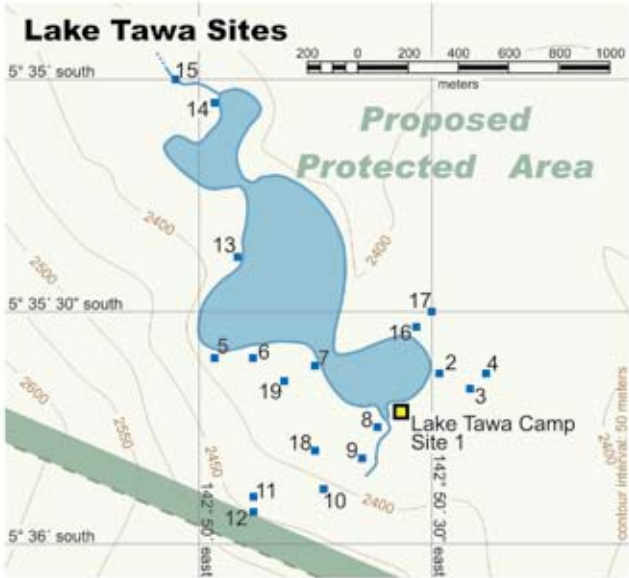 Lake Tawa Sites
200 0 200 400 600 800 1000
meters
5° 35´ south
15
14
Proposed
Protected Area
2400
13
2400
2500
5° 35´ 30" south
17
16
5
6
7
2
4
19
3
2600
8
Lake Tawa Camp
Site 1
2550
2450
18
9
2400
11
10
2400
12
142° 50´ east
142° 50´ 30" east
contour interval: 50 meters
5° 36´ south